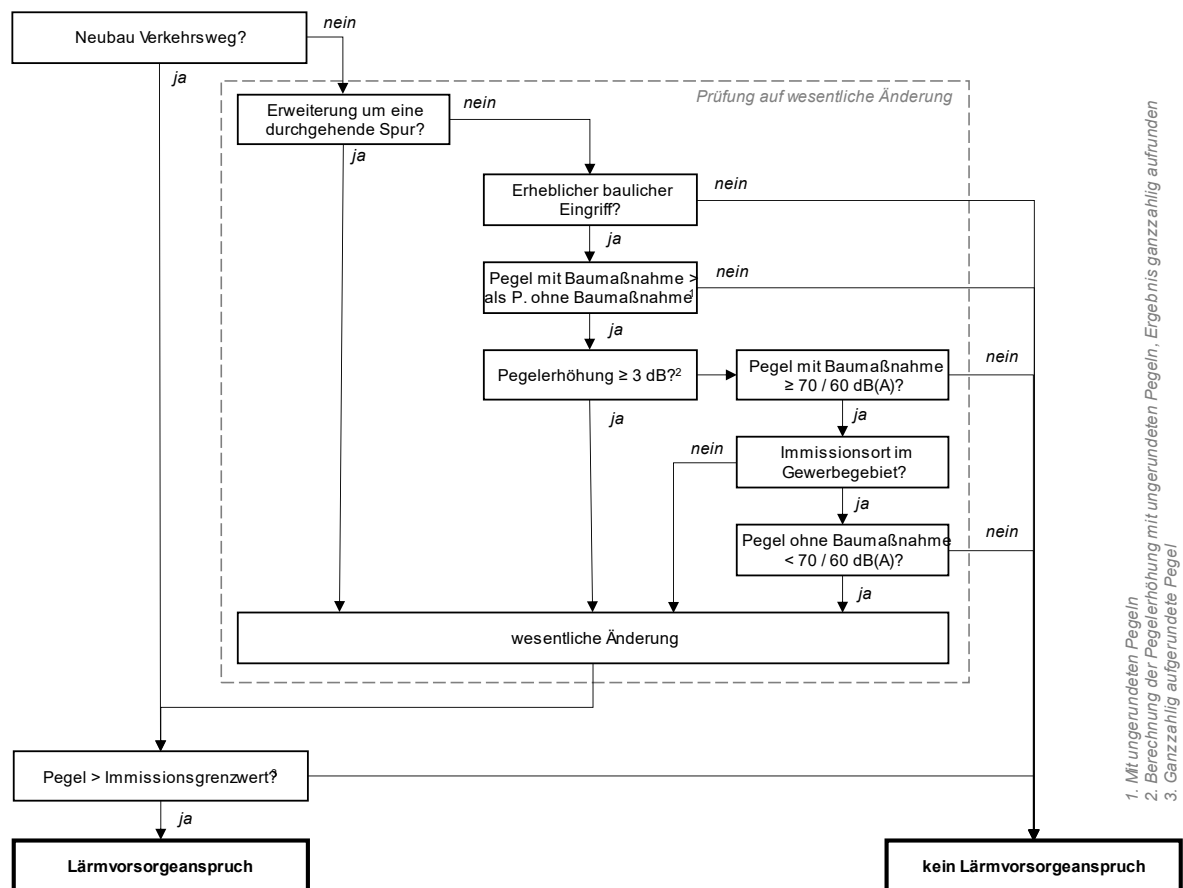 Neubau Verkehrsweg?
nein
ja
Prüfung auf wesentliche Änderung
Erweiterung um eine
durchgehende Spur?
nein
ja
Erheblicher baulicher
Eingriff?
nein
ja
Pegel mit Baumaßnahme >
als P. ohne Baumaßnahme¹
nein
ja
Pegelerhöhung ≥ 3 dB?²
ja
Pegel mit Baumaßnahme
≥ 70 / 60 dB(A)?
nein
ja
Immissionsort im
Gewerbegebiet?
nein
ja
Pegel ohne Baumaßnahme
< 70 / 60 dB(A)?
nein
ja
wesentliche Änderung
Pegel > Immissionsgrenzwert?³
ja
Lärmvorsorgeanspruch
kein Lärmvorsorgeanspruch
1. Mit ungerundeten Pegeln
2. Berechnung der Pegelerhöhung mit ungerundeten Pegeln, Ergebnis ganzzahlig aufrunden
3. Ganzzahlig aufgerundete Pegel